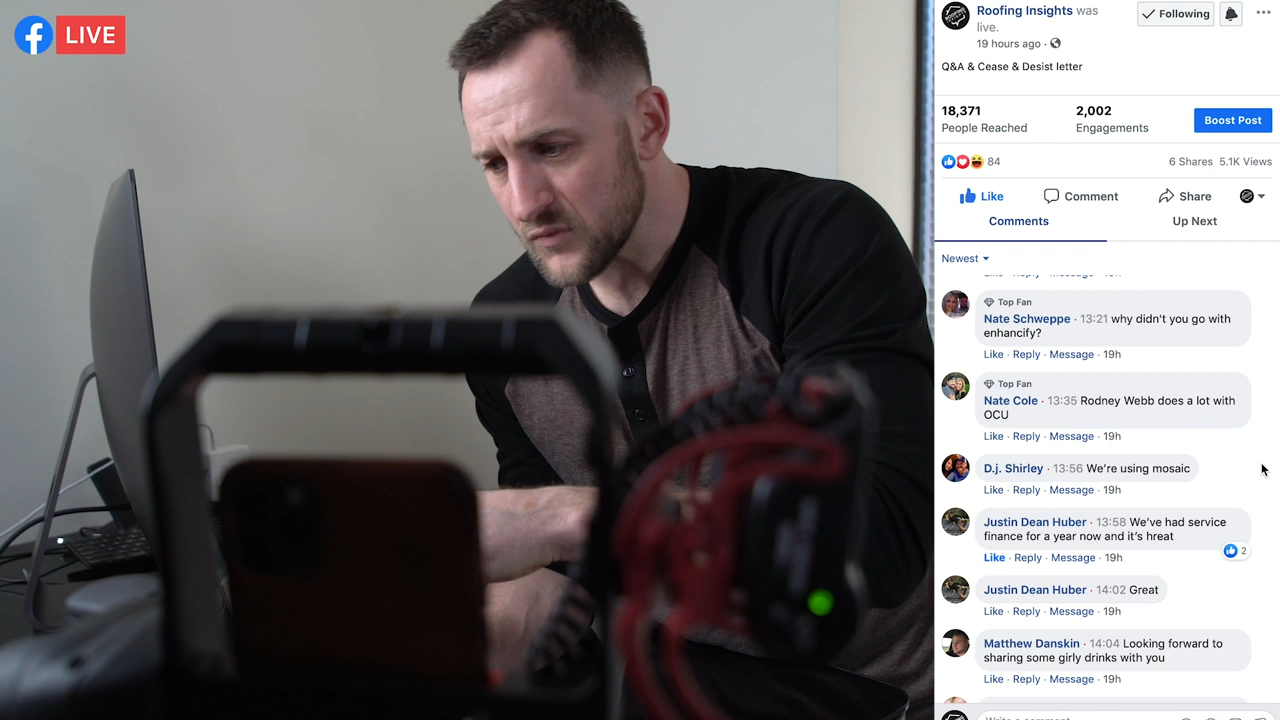 LIVE
Roofing Insights was
live.
19 hours ago ·
Following
Q&A & Cease & Desist letter
18,371
People Reached
2,002
Engagements
Boost Post
84
6 Shares 5.1K Views
Like
Comment
Share
Comments
Up Next
Newest
Like · Reply · Message · 19h
Top Fan
Nate Schweppe · 13:21 why didn't you go with
enhancify?
Like · Reply · Message · 19h
Top Fan
Nate Cole · 13:35 Rodney Webb does a lot with
OCU
Like · Reply · Message · 19h
D.j. Shirley · 13:56 We're using mosaic
Like · Reply · Message · 19h
Justin Dean Huber · 13:58 We've had service
finance for a year now and it's hreat
2
Like · Reply · Message · 19h
Justin Dean Huber · 14:02 Great
Like · Reply · Message · 19h
Matthew Danskin · 14:04 Looking forward to
sharing some girly drinks with you
Like · Reply · Message · 19h
Write a comment